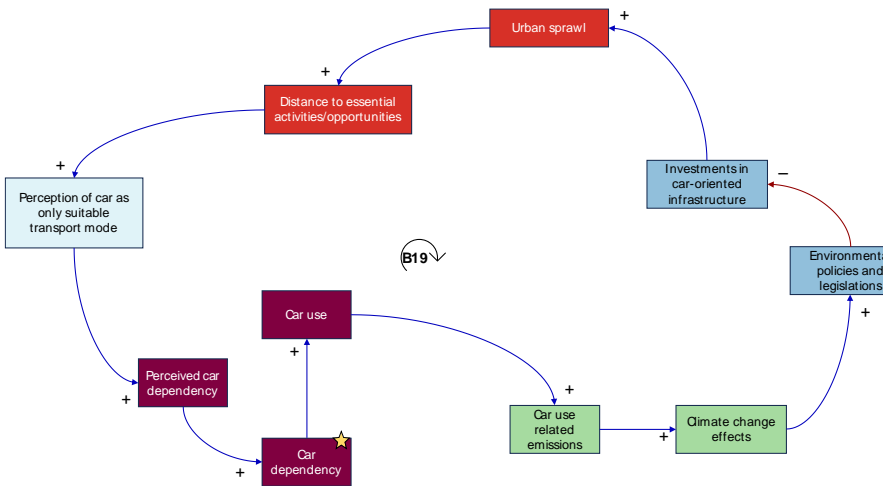 +
Urban sprawl
+
Distance to essential
activities/opportunities
+
Perception of car as
only suitable
transport mode
Investments in
car-oriented
infrastructure
–
B19
Environmenta
policies and
legislations
+
Car use
+
Perceived car
dependency
+
Car
dependency
+
+
Car use
related
emissions
+
Climate change
effects